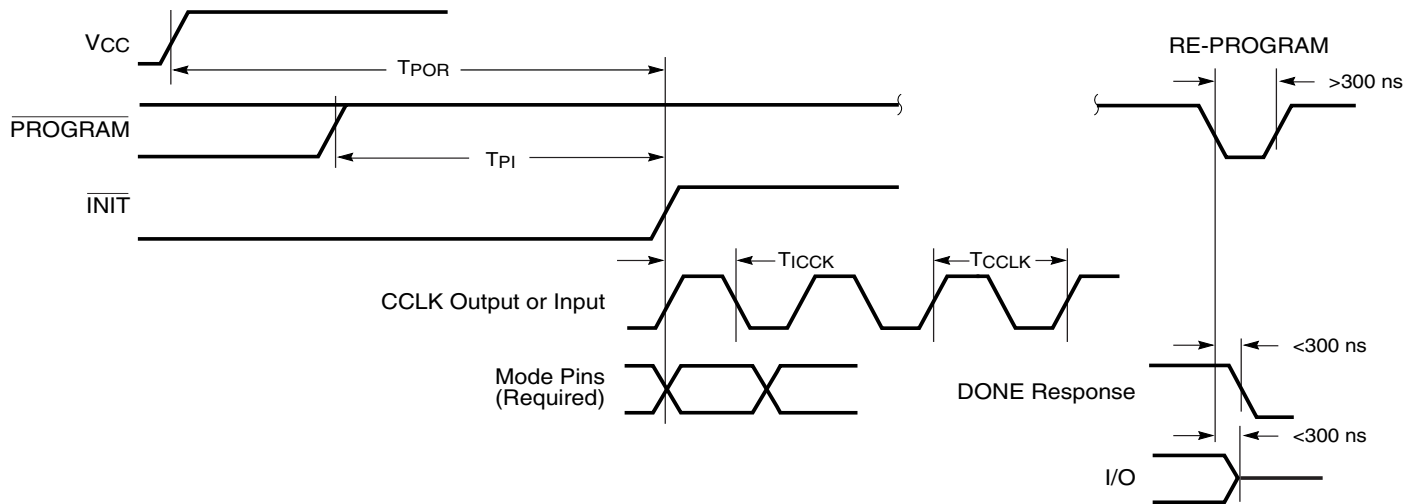 VCC
RE-PROGRAM
TPOR
>300 ns
PROGRAM
TPI
INIT
TICCK
TCCLK
CCLK Output or Input
<300 ns
Mode Pins
(Required)
DONE Response
<300 ns
I/O